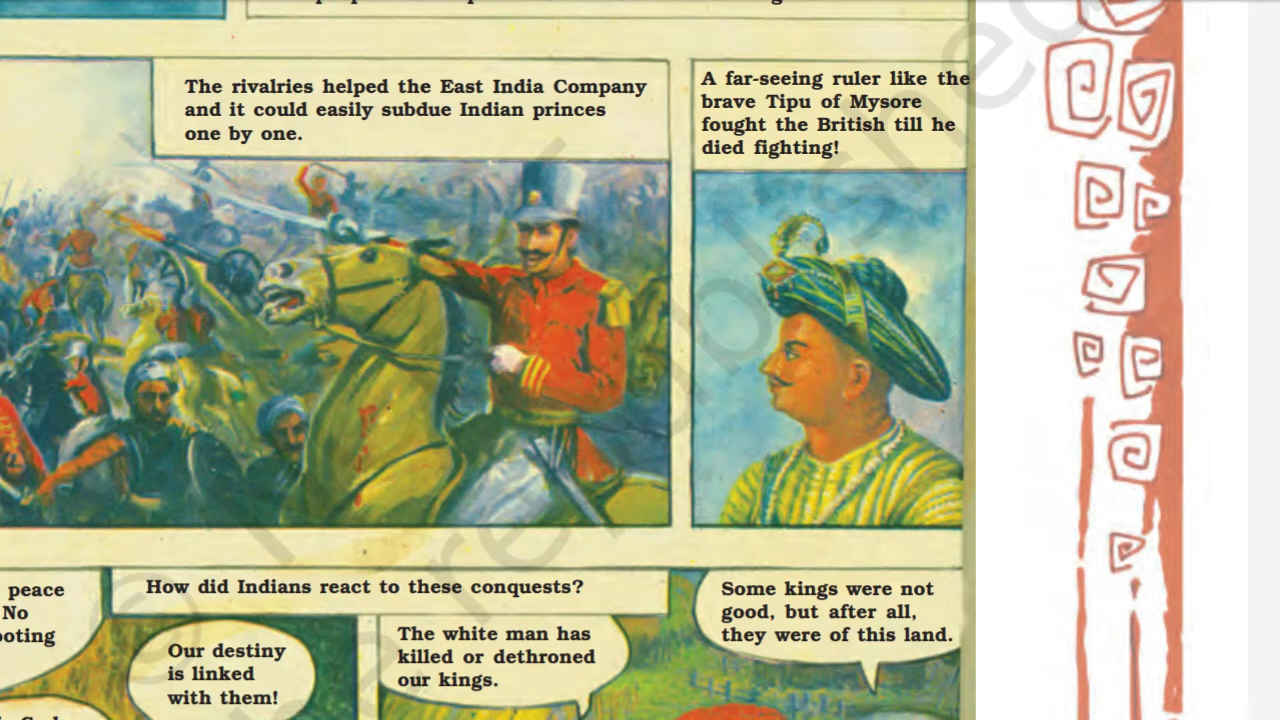 The rivalries helped the East India Company
and it could easily subdue Indian princes
one by one.
A far-seeing ruler like the
brave Tipu of Mysore
fought the British till he
died fighting!
peace
No
How did Indians react to these conquests?
Our destiny
is linked
with them!
The white man has
killed or dethroned
our kings.
Some kings were not
good, but after all,
they were of this land.